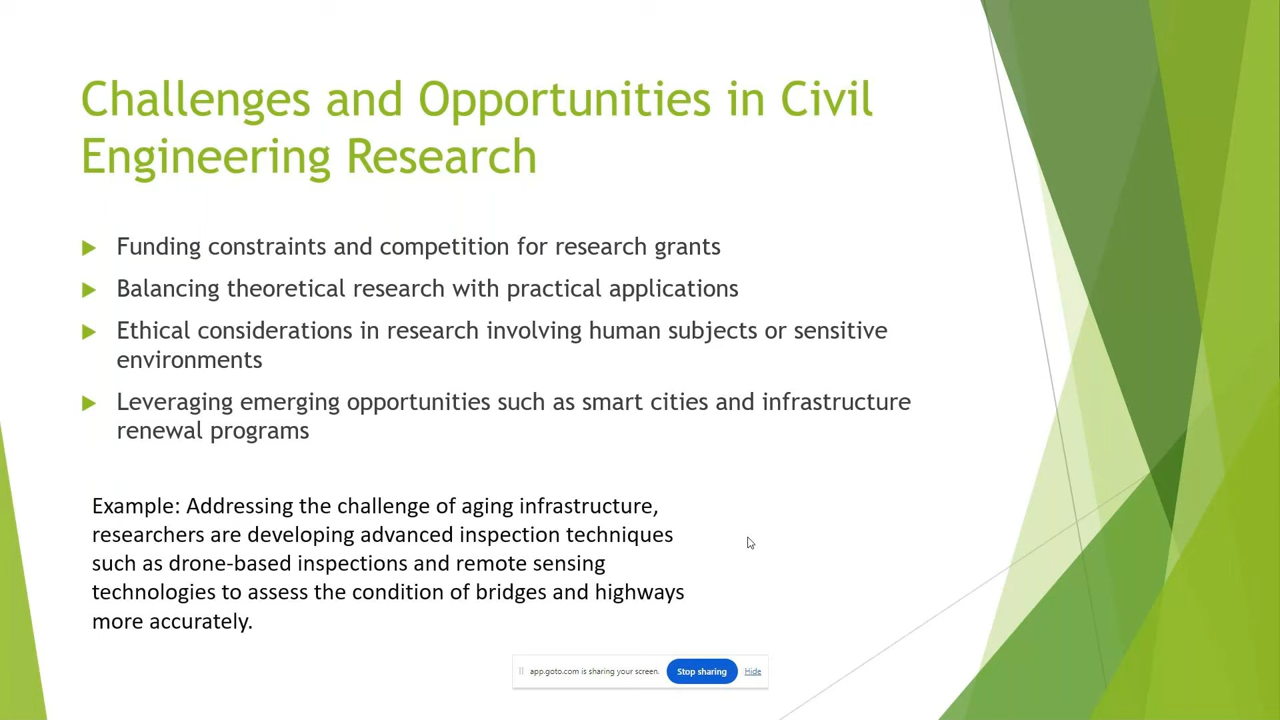 Challenges and Opportunities in Civil
Engineering Research
Funding constraints and competition for research grants
Balancing theoretical research with practical applications
Ethical considerations in research involving human subjects or sensitive
environments
Leveraging emerging opportunities such as smart cities and infrastructure
renewal programs
Example: Addressing the challenge of aging infrastructure,
researchers are developing advanced inspection techniques
such as drone-based inspections and remote sensing
technologies to assess the condition of bridges and highways
more accurately.
app.goto.com is sharing your screen. Stop sharing Hide